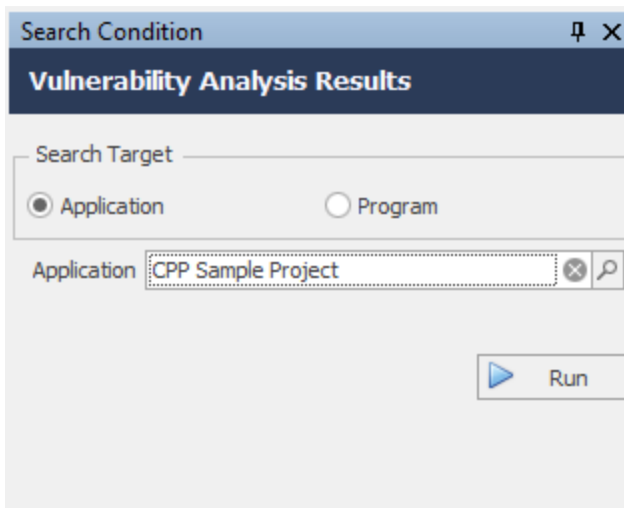 Search Condition
Vulnerability Analysis Results
Search Target
Application Program
Application CPP Sample Project
Run